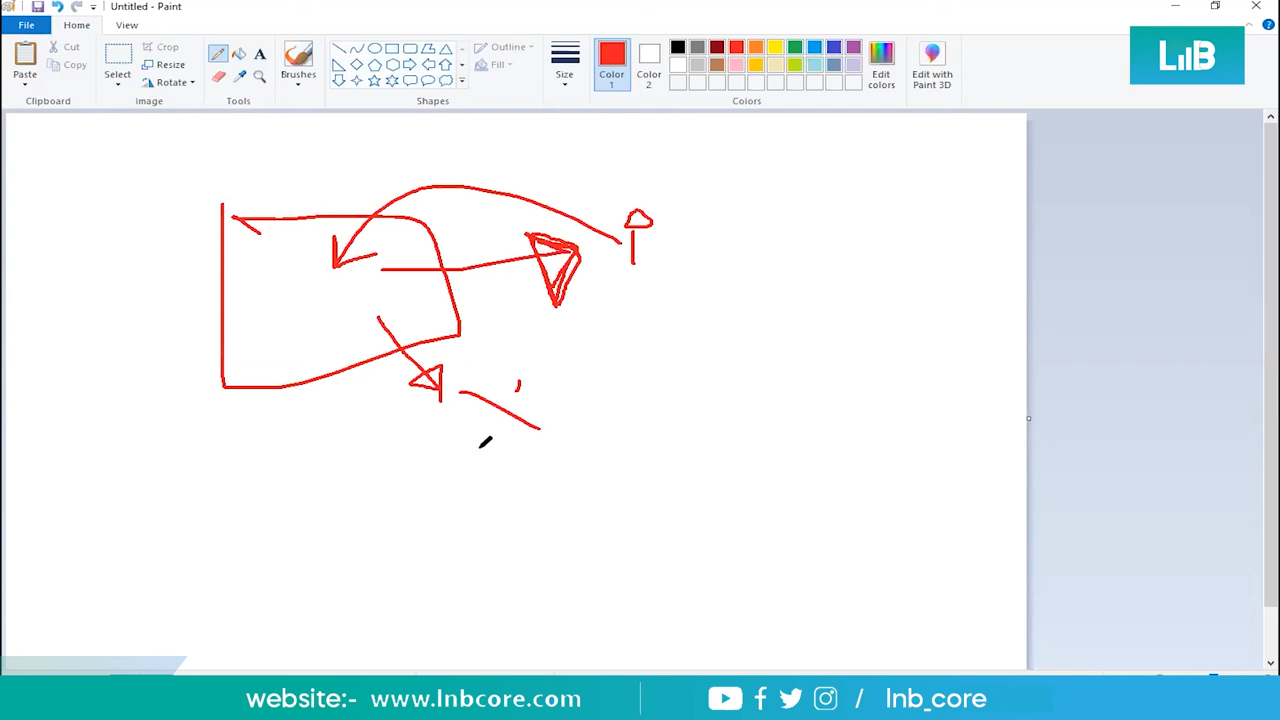 Untitled - Paint
File
Home
View
Paste
Cut
Copy
Clipboard
Select
Crop
Resize
Rotate
Image
Tools
Brushes
Shapes
Outline
Fill
Size
Color 1
Color 2
Colors
Edit colors
Edit with Paint 3D
LNB
website:- www.lnbcore.com
lnb_core